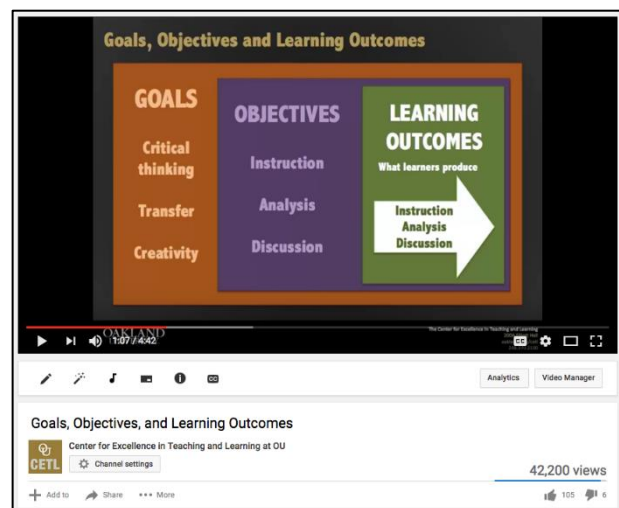 Goals, Objectives and Learning Outcomes
GOALS
Critical
thinking
Transfer
Creativity
OBJECTIVES
Instruction
Analysis
Discussion
LEARNING
OUTCOMES
What learners produce
Instruction
Analysis
Discussion
OAKLAND
The Center for Excellence in Teaching and Learning
1:07 / 4:42
CC
CC
Analytics
Video Manager
Goals, Objectives, and Learning Outcomes
OU
CETL
Center for Excellence in Teaching and Learning at OU
Channel settings
42,200 views
Add to
Share
More
105
6